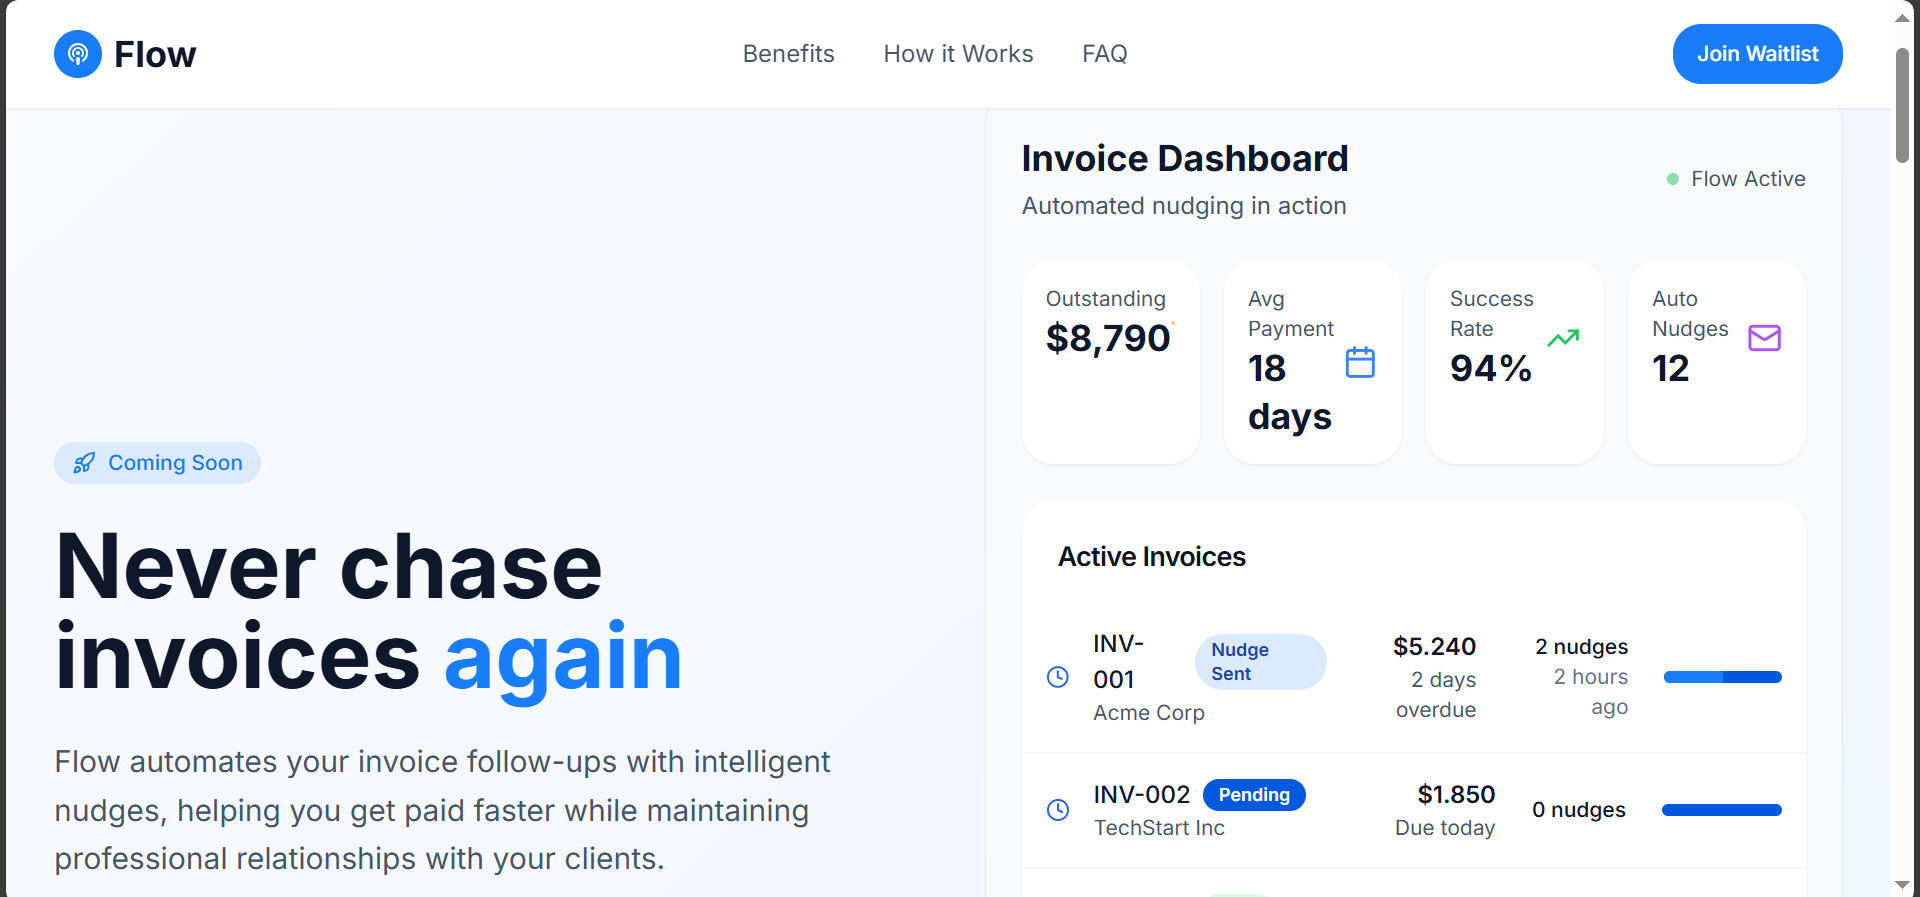 Flow
Benefits
How it Works
FAQ
Join Waitlist
Coming Soon
Never chase
invoices again
Flow automates your invoice follow-ups with intelligent
nudges, helping you get paid faster while maintaining
professional relationships with your clients.
Invoice Dashboard
Automated nudging in action
Flow Active
Outstanding
$8,790
Avg
Payment
18
days
Success
Rate
94%
Auto
Nudges
12
Active Invoices
INV-
001
Acme Corp
Nudge
Sent
$5.240
2 days
overdue
2 nudges
2 hours
ago
INV-002
Pending
TechStart Inc
$1.850
Due today
0 nudges